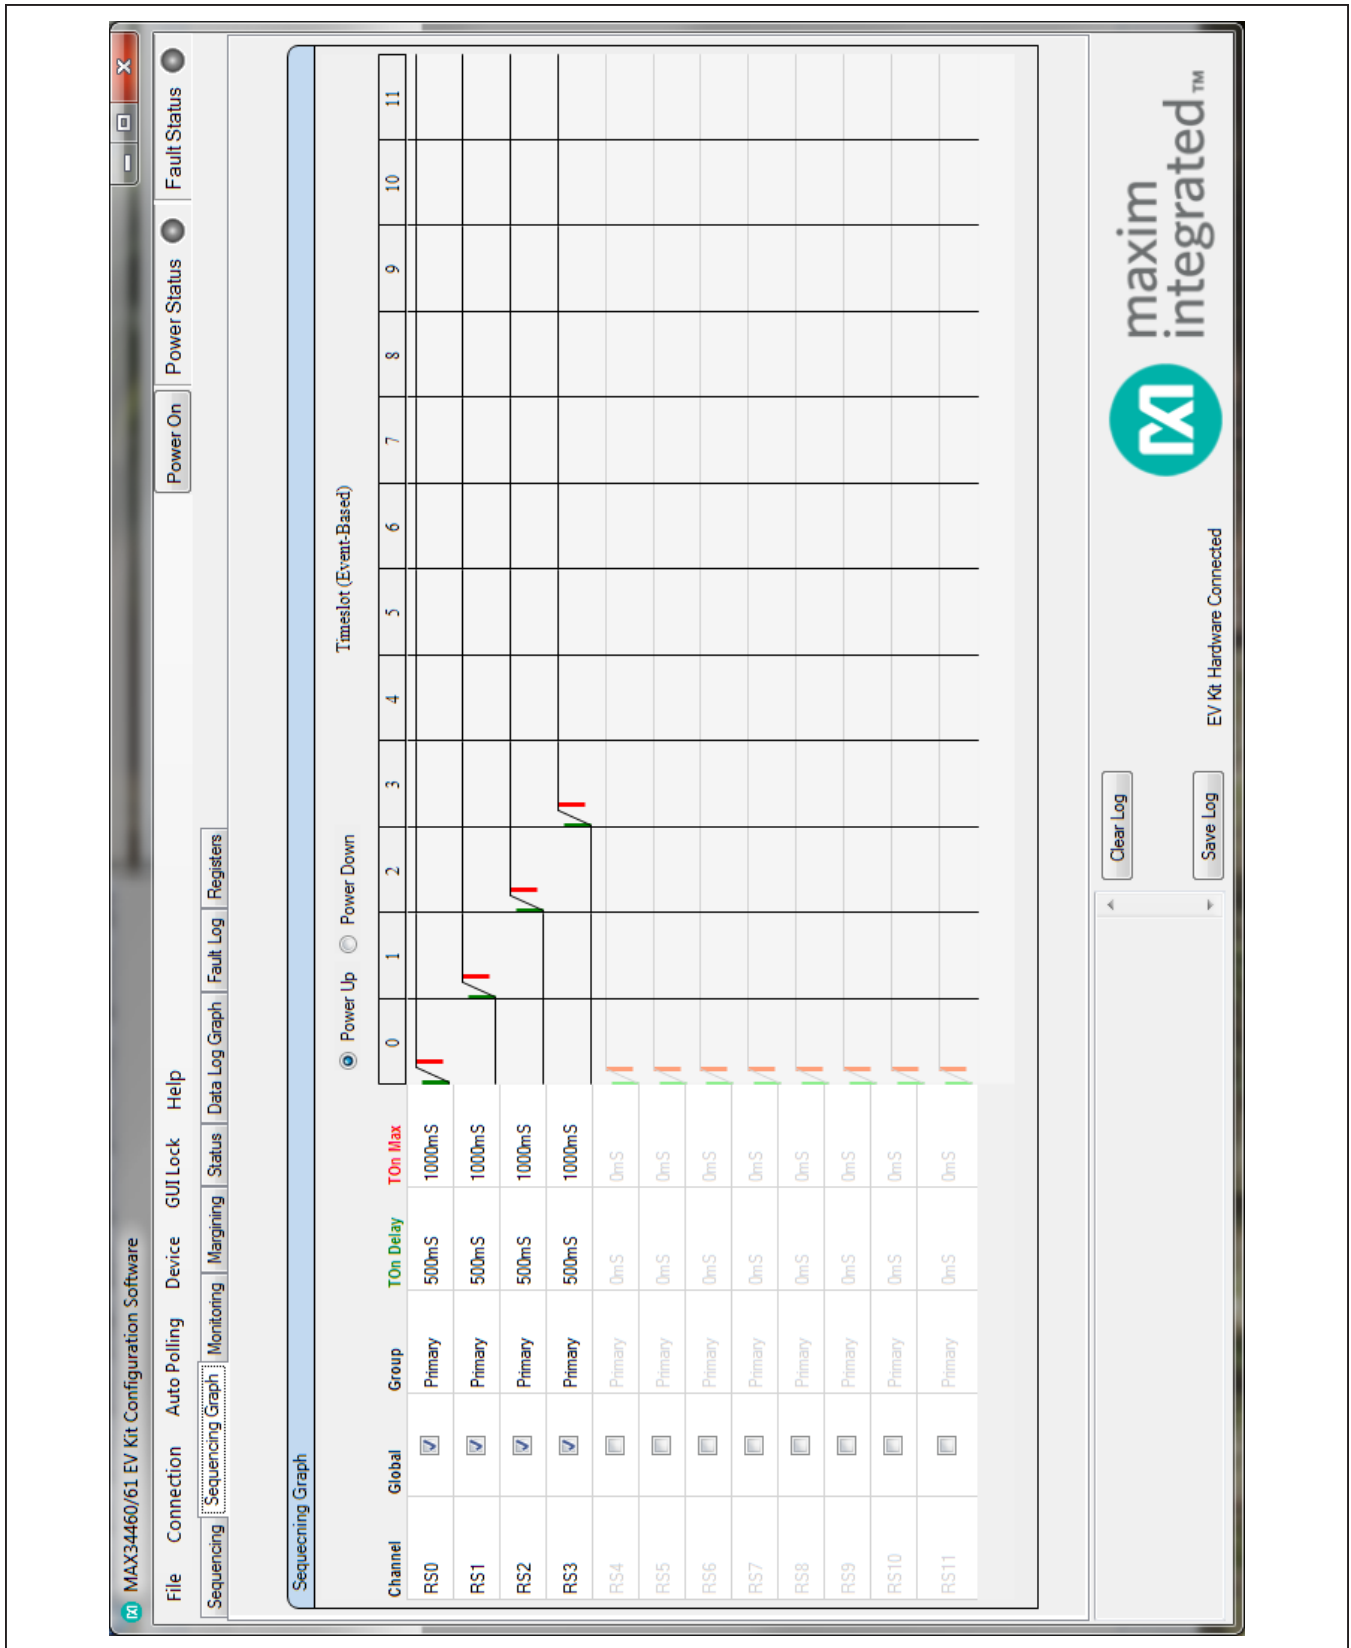 MAX34460/61 EV Kit Configuration Software
File Connection Auto Polling Device GUI Lock Help Power On Power Status Fault Status
Sequencing Sequencing Graph Monitoring Margining Status Data Log Graph Fault Log Registers
Sequecning Graph
Power Up Power Down Timeslot (Event-Based)
Channel Global Group TOn Delay TOn Max 0 1 2 3 4 5 6 7 8 9 10 11
RS0 Primary 500mS 1000mS
RS1 Primary 500mS 1000mS
RS2 Primary 500mS 1000mS
RS3 Primary 500mS 1000mS
RS4 Primary 0mS 0mS
RS5 Primary 0mS 0mS
RS6 Primary 0mS 0mS
RS7 Primary 0mS 0mS
RS8 Primary 0mS 0mS
RS9 Primary 0mS 0mS
RS10 Primary 0mS 0mS
RS11 Primary 0mS 0mS
Clear Log
Save Log
EV Kit Hardware Connected
maxim
integrated™